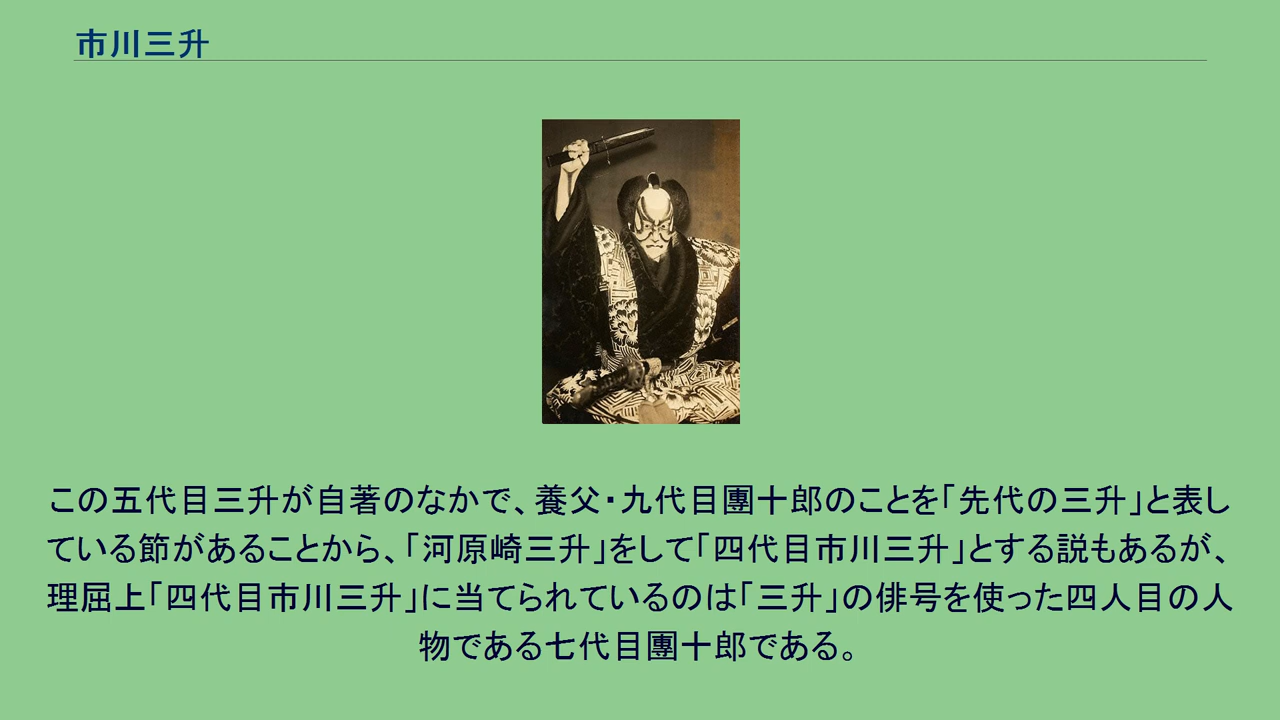 市川三升
この五代目三升が自著のなかで、養父・九代目團十郎のことを「先代の三升」と表し
ている節があることから、「河原崎三升」をして「四代目市川三升」とする説もあるが、
理屈上「四代目市川三升」に当てられているのは「三升」の俳号を使った四人目の人
物である七代目團十郎である。